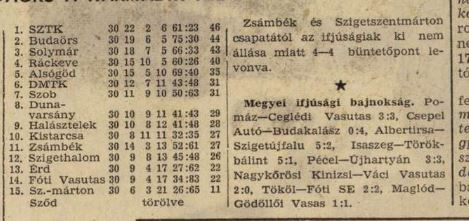 1. SZTK 30 22 2 6 61:23 46
2. Budaörs 30 19 6 5 75:30 44
3. Solymár 30 18 7 5 66:33 43
4. Ráckeve 30 15 10 5 60:26 40
5. Alsógöd 30 15 5 10 69:40 35
6. DMTK 30 12 7 11 43:48 31
7. Szob 30 11 9 10 50:63 31
8. Duna-
varsány 30 10 9 11 41:43 29
9. Halásztelek 30 10 8 12 41:48 28
10. Kistarcsa 30 8 11 11 32:35 27
11. Zsámbék 30 14 3 13 52:61 27
12. Szigethalom 30 9 8 13 45:48 26
13. Érd 30 9 4 17 27:62 22
14. Fóti Vasutas 30 9 4 17 34:83 22
15. Sz.-márton 30 6 3 21 26:65 11
Sződ törölve
Zsámbék és Szigetszentmárton
csapatától az ifjúságiak ki nem
állása miatt 4—4 büntetőpont le-
vonva.
★
Megyei ifjúsági bajnokság. Po-
máz—Ceglédi Vasutas 3:3, Csepel
Autó—Budakalász 0:4, Albertirsa—
Szigetújfalu 5:2, Isaszeg—Török-
bálint 5:1, Pécel—Újhartyán 3:3,
Nagykőrösi Kinizsi—Váci Vasutas
2:0, Tököl—Fóti SE 2:2, Maglód—
Gödöllői Vasas 1:1.